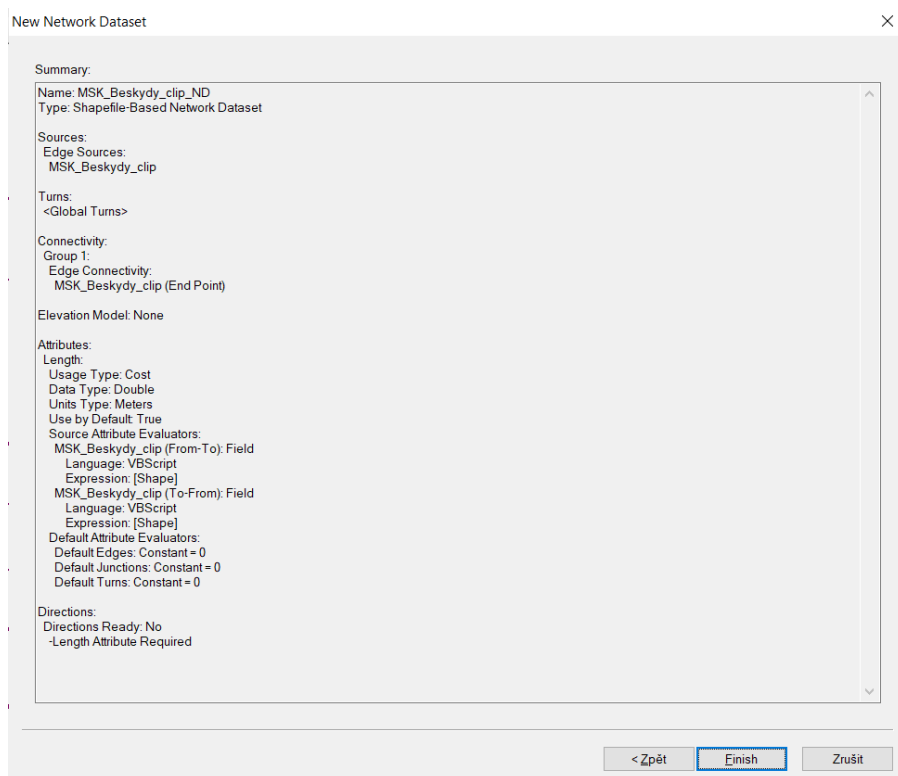 New Network Dataset
Summary:
Name: MSK_Beskydy_clip_ND
Type: Shapefile-Based Network Dataset
Sources:
Edge Sources:
MSK_Beskydy_clip
Turns:
<Global Turns>
Connectivity:
Group 1:
Edge Connectivity:
MSK_Beskydy_clip (End Point)
Elevation Model: None
Attributes:
Length:
Usage Type: Cost
Data Type: Double
Units Type: Meters
Use by Default: True
Source Attribute Evaluators:
MSK_Beskydy_clip (From-To): Field
Language: VBScript
Expression: [Shape]
MSK_Beskydy_clip (To-From): Field
Language: VBScript
Expression: [Shape]
Default Attribute Evaluators:
Default Edges: Constant = 0
Default Junctions: Constant = 0
Default Turns: Constant = 0
Directions:
Directions Ready: No
-Length Attribute Required
< Zpět Finish Zrušit